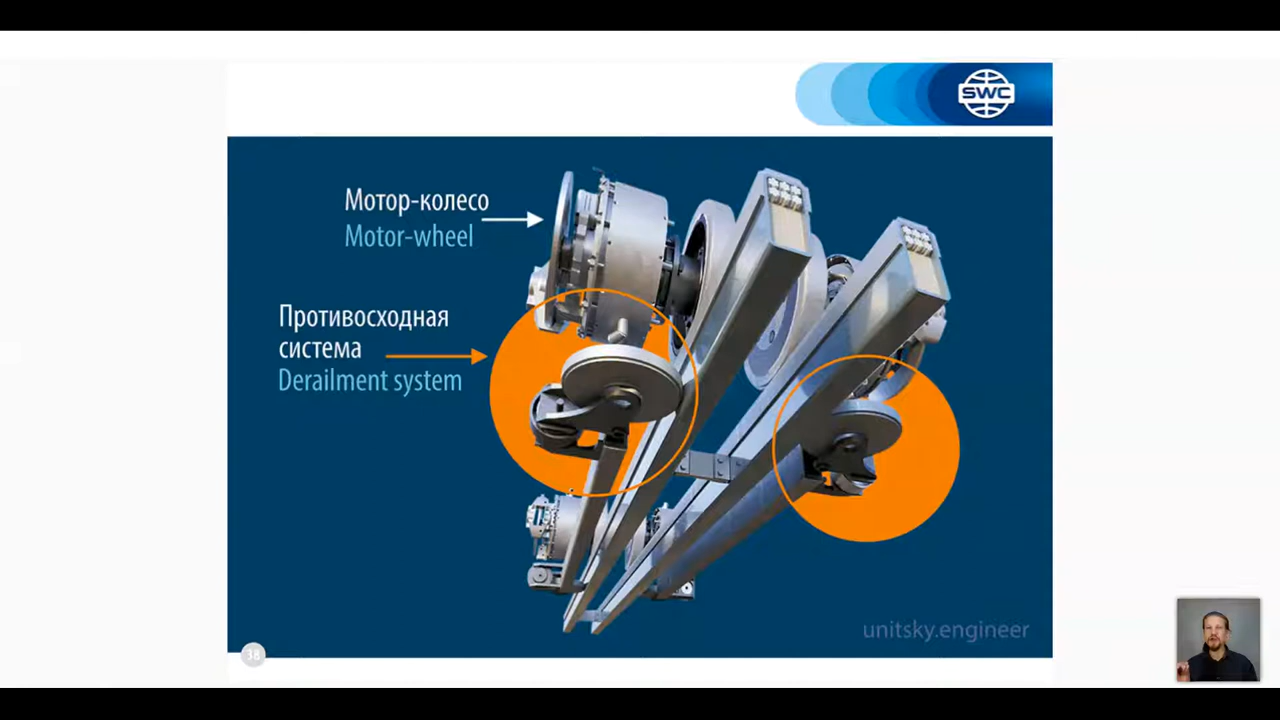 SWC
Мотор-колесо
Motor-wheel
Противосходная
система
Derailment system
unitsky.engineer
38